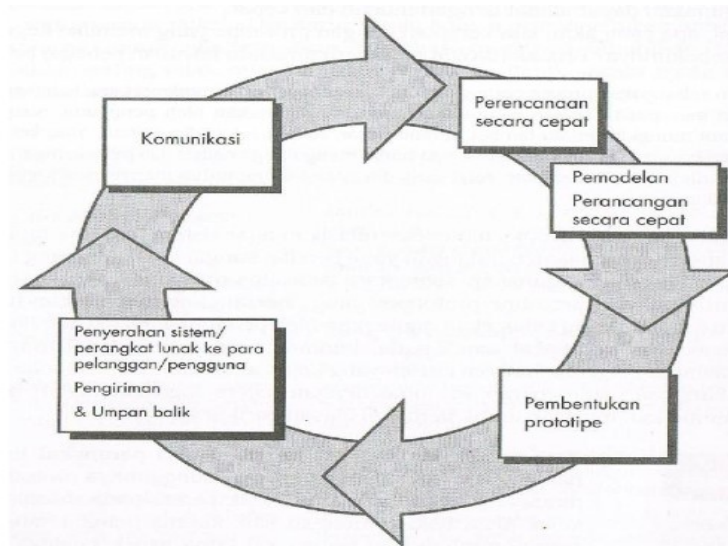 Komunikasi
Perencanaan
secara cepat
Pemodelan
Perancangan
secara cepat
Pembentukan
prototipe
Penyerahan sistem/
perangkat lunak ke para
pelanggan/pengguna
Pengiriman
& Umpan balik